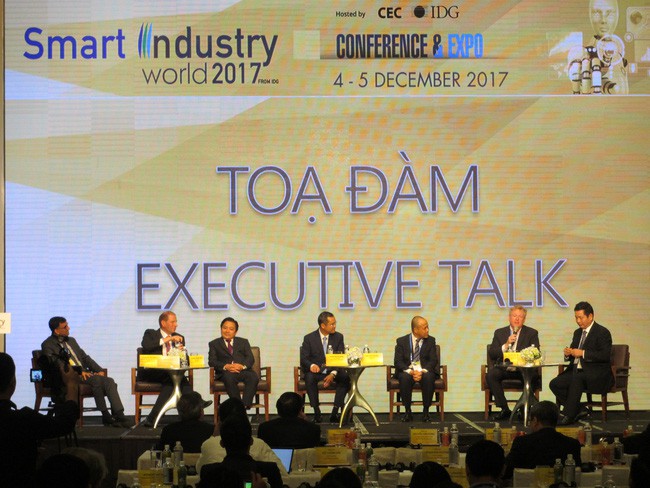 Hosted by CEC IDG
Smart Industry
world 2017 FROM IDG
CONFERENCE & EXPO
4 - 5 DECEMBER 2017
TOẠ ĐÀM
EXECUTIVE TALK